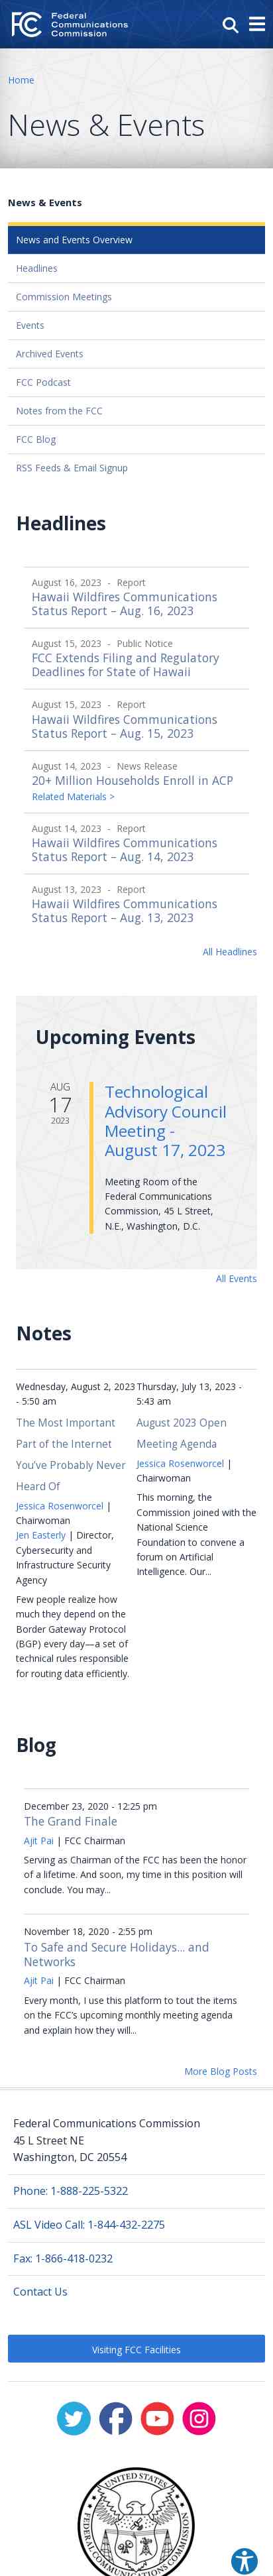 Federal
Communications
Commission
Home
News & Events
News & Events
News and Events Overview
Headlines
Commission Meetings
Events
Archived Events
FCC Podcast
Notes from the FCC
FCC Blog
RSS Feeds & Email Signup
Headlines
August 16, 2023 - Report
Hawaii Wildfires Communications
Status Report – Aug. 16, 2023
August 15, 2023 - Public Notice
FCC Extends Filing and Regulatory
Deadlines for State of Hawaii
August 15, 2023 - Report
Hawaii Wildfires Communications
Status Report – Aug. 15, 2023
August 14, 2023 - News Release
20+ Million Households Enroll in ACP
Related Materials >
August 14, 2023 - Report
Hawaii Wildfires Communications
Status Report – Aug. 14, 2023
August 13, 2023 - Report
Hawaii Wildfires Communications
Status Report – Aug. 13, 2023
All Headlines
Upcoming Events
AUG
17
2023
Technological
Advisory Council
Meeting -
August 17, 2023
Meeting Room of the
Federal Communications
Commission, 45 L Street,
N.E., Washington, D.C.
All Events
Notes
Wednesday, August 2, 2023
- 5:50 am
The Most Important
Part of the Internet
You’ve Probably Never
Heard Of
Jessica Rosenworcel |
Chairwoman
Jen Easterly | Director,
Cybersecurity and
Infrastructure Security
Agency
Few people realize how
much they depend on the
Border Gateway Protocol
(BGP) every day—a set of
technical rules responsible
for routing data efficiently.
Thursday, July 13, 2023 -
5:43 am
August 2023 Open
Meeting Agenda
Jessica Rosenworcel |
Chairwoman
This morning, the
Commission joined with the
National Science
Foundation to convene a
forum on Artificial
Intelligence. Our...
Blog
December 23, 2020 - 12:25 pm
The Grand Finale
Ajit Pai | FCC Chairman
Serving as Chairman of the FCC has been the honor
of a lifetime. And soon, my time in this position will
conclude. You may...
November 18, 2020 - 2:55 pm
To Safe and Secure Holidays... and
Networks
Ajit Pai | FCC Chairman
Every month, I use this platform to tout the items
on the FCC’s upcoming monthly meeting agenda
and explain how they will...
More Blog Posts
Federal Communications Commission
45 L Street NE
Washington, DC 20554
Phone: 1-888-225-5322
ASL Video Call: 1-844-432-2275
Fax: 1-866-418-0232
Contact Us
Visiting FCC Facilities
UNITED STATES
FEDERAL COMMUNICATIONS COMMISSION